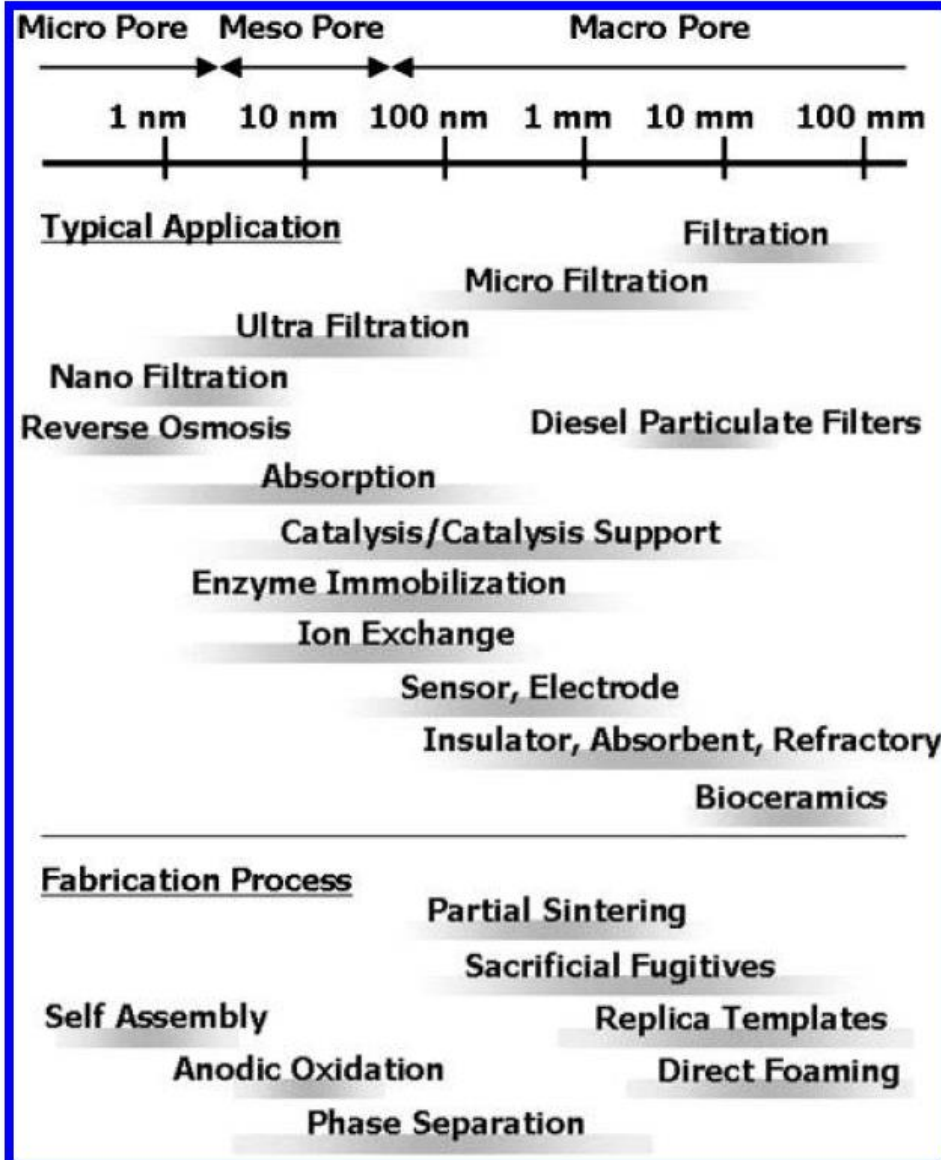 Micro Pore Meso Pore Macro Pore
1 nm 10 nm 100 nm 1 mm 10 mm 100 mm
Typical Application
Filtration
Micro Filtration
Ultra Filtration
Nano Filtration
Reverse Osmosis Diesel Particulate Filters
Absorption
Catalysis/Catalysis Support
Enzyme Immobilization
Ion Exchange
Sensor, Electrode
Insulator, Absorbent, Refractory
Bioceramics
Fabrication Process
Partial Sintering
Sacrificial Fugitives
Self Assembly Replica Templates
Anodic Oxidation Direct Foaming
Phase Separation